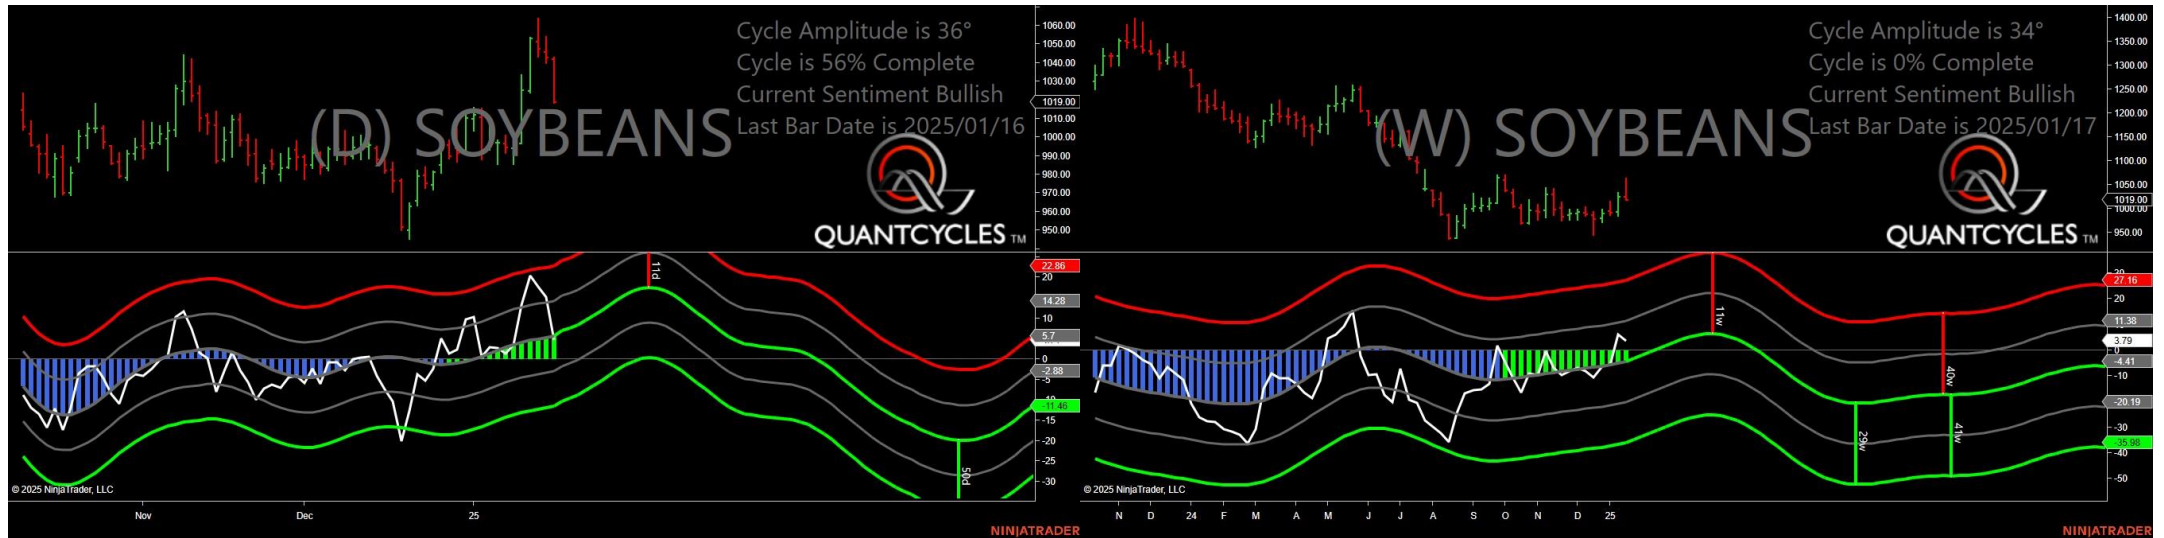 Cycle Amplitude is 36°
Cycle is 56% Complete
Current Sentiment Bullish
Last Bar Date is 2025/01/16
(D) SOYBEANS
QUANTCYCLES TM
1060.00
1050.00
1040.00
1030.00
1019.00
1000.00
990.00
980.00
970.00
960.00
950.00
11d
50d
22.86
20
14.28
10
5.7
0
-2.88
-5
-11.46
-15
-20
-25
-30
© 2025 NinjaTrader, LLC
Nov
Dec
25
NINJATRADER
Cycle Amplitude is 34°
Cycle is 0% Complete
Current Sentiment Bullish
Last Bar Date is 2025/01/17
(W) SOYBEANS
QUANTCYCLES TM
1400.00
1350.00
1300.00
1250.00
1200.00
1150.00
1100.00
1050.00
1019.00
1000.00
950.00
11w
29w
40w
41w
27.16
20
11.38
3.79
0
-4.41
-10
-20.19
-30
-35.98
-40
-50
© 2025 NinjaTrader, LLC
N D 24 F M A M J J A S O N D 25
NINJATRADER